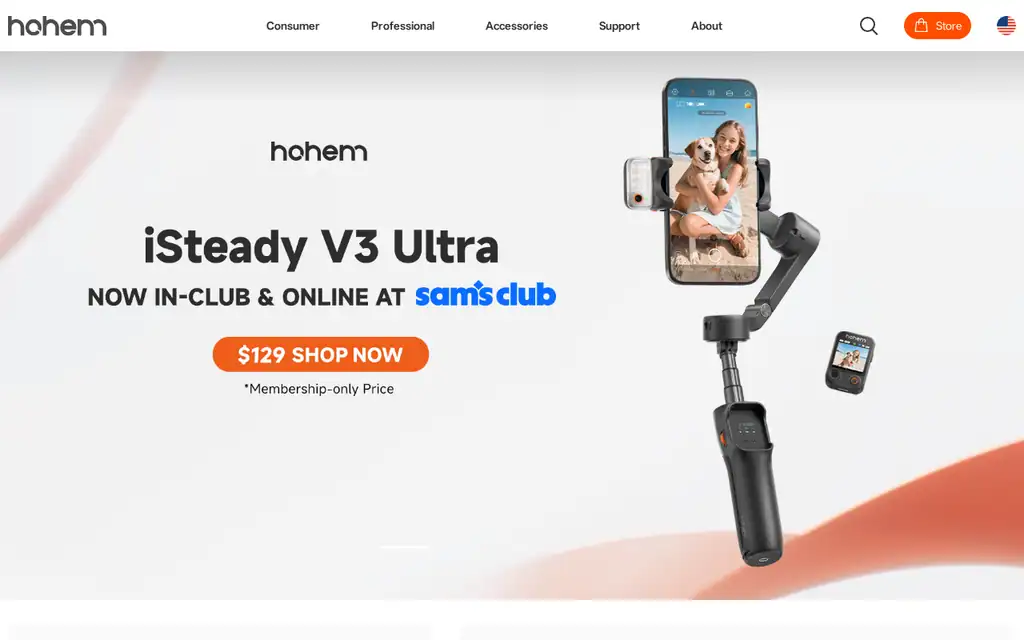 hohem
Consumer
Professional
Accessories
Support
About
Store
hohem
iSteady V3 Ultra
NOW IN-CLUB & ONLINE AT sam's club
$129 SHOP NOW
*Membership-only Price
hohem